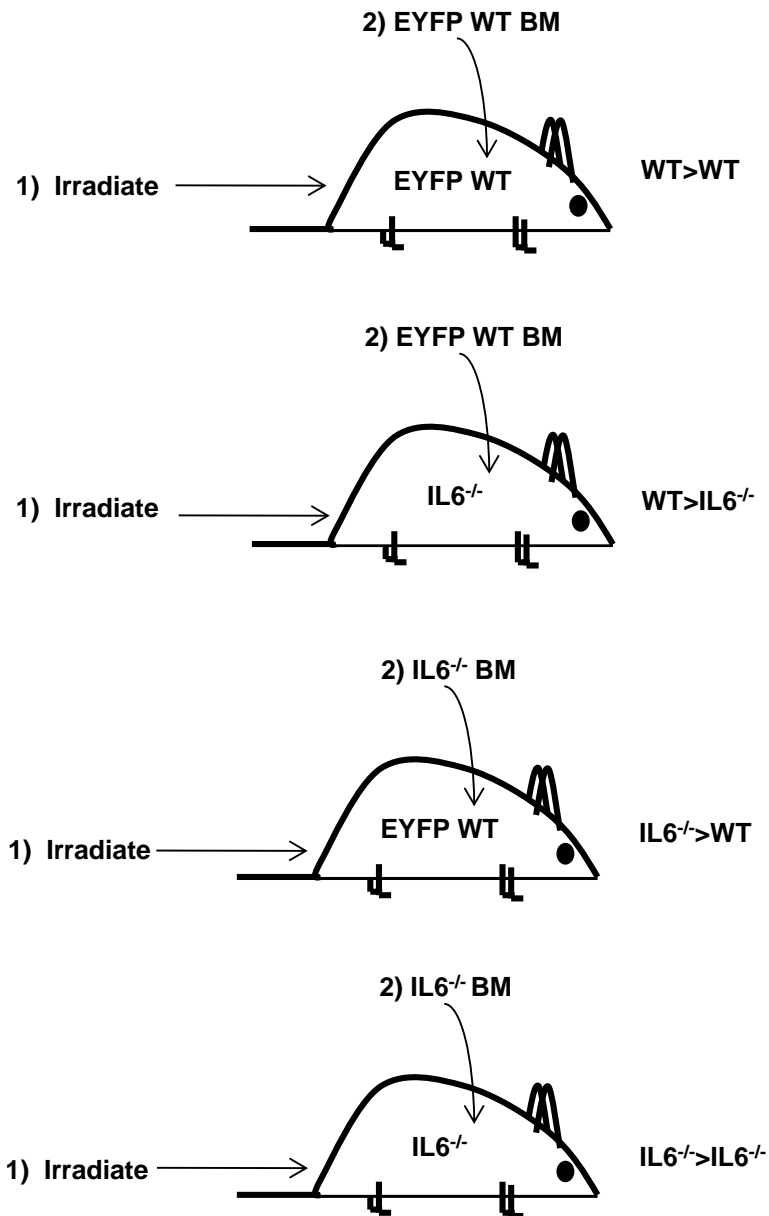 2) EYFP WT BM
1) Irradiate
EYFP WT
WT>WT
2) EYFP WT BM
1) Irradiate
IL6-/-
WT>IL6-/-
2) IL6-/- BM
1) Irradiate
EYFP WT
IL6-/->WT
2) IL6-/- BM
1) Irradiate
IL6-/-
IL6-/->IL6-/-